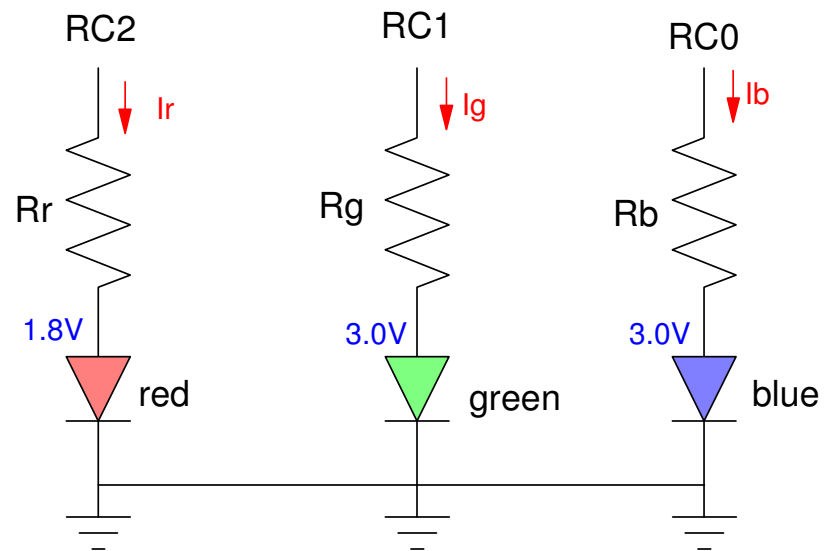 RC2
RC1
RC0
Ir
Ig
Ib
Rr
Rg
Rb
1.8V
3.0V
3.0V
red
green
blue